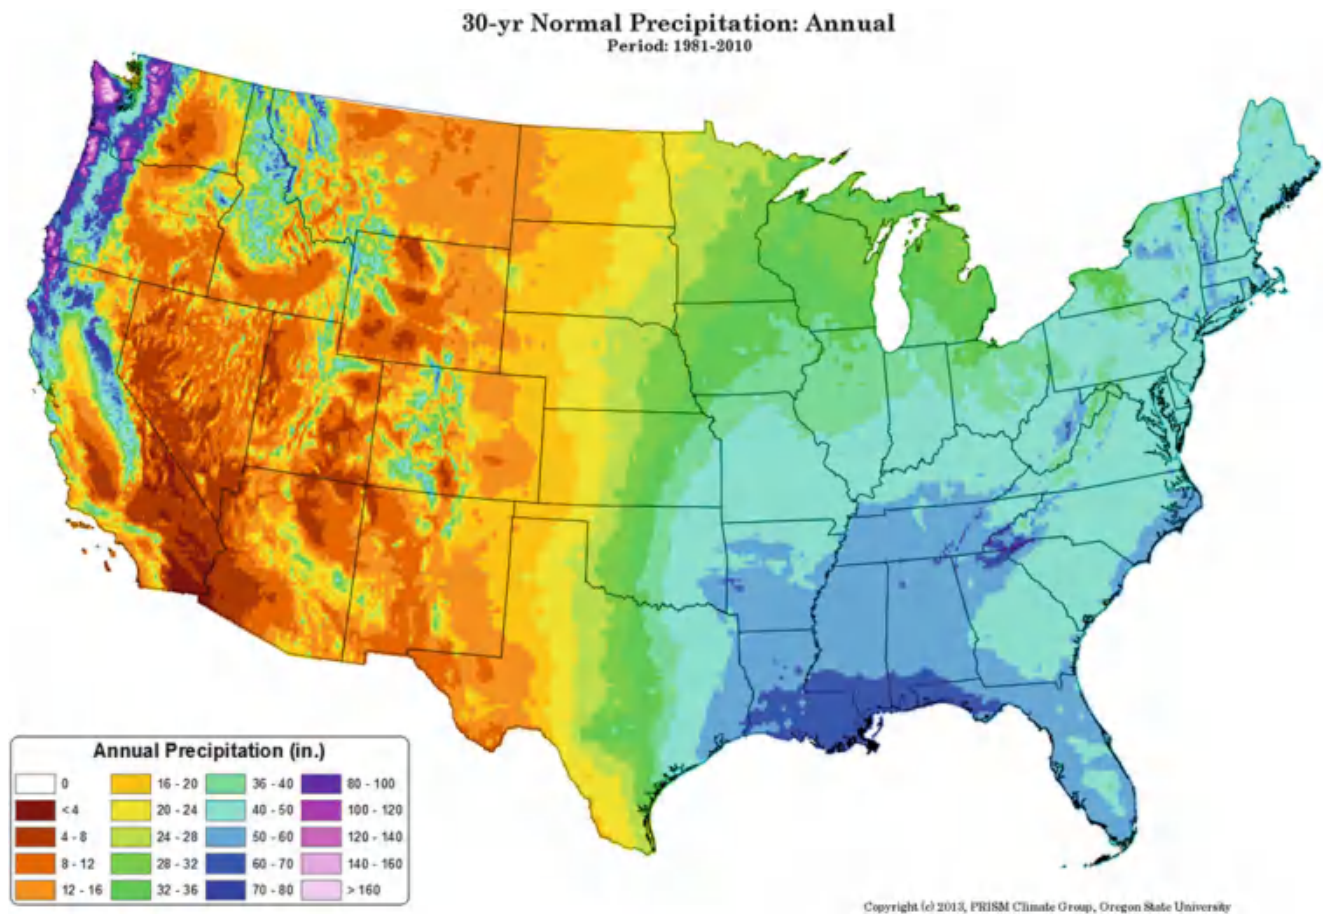 30-yr Normal Precipitation: Annual
Period: 1981-2010
Annual Precipitation (in.)
0
< 4
4 - 8
8 - 12
12 - 16
16 - 20
20 - 24
24 - 28
28 - 32
32 - 36
36 - 40
40 - 50
50 - 60
60 - 70
70 - 80
80 - 100
100 - 120
120 - 140
140 - 160
> 160
Copyright (c) 2013, PRISM Climate Group, Oregon State University